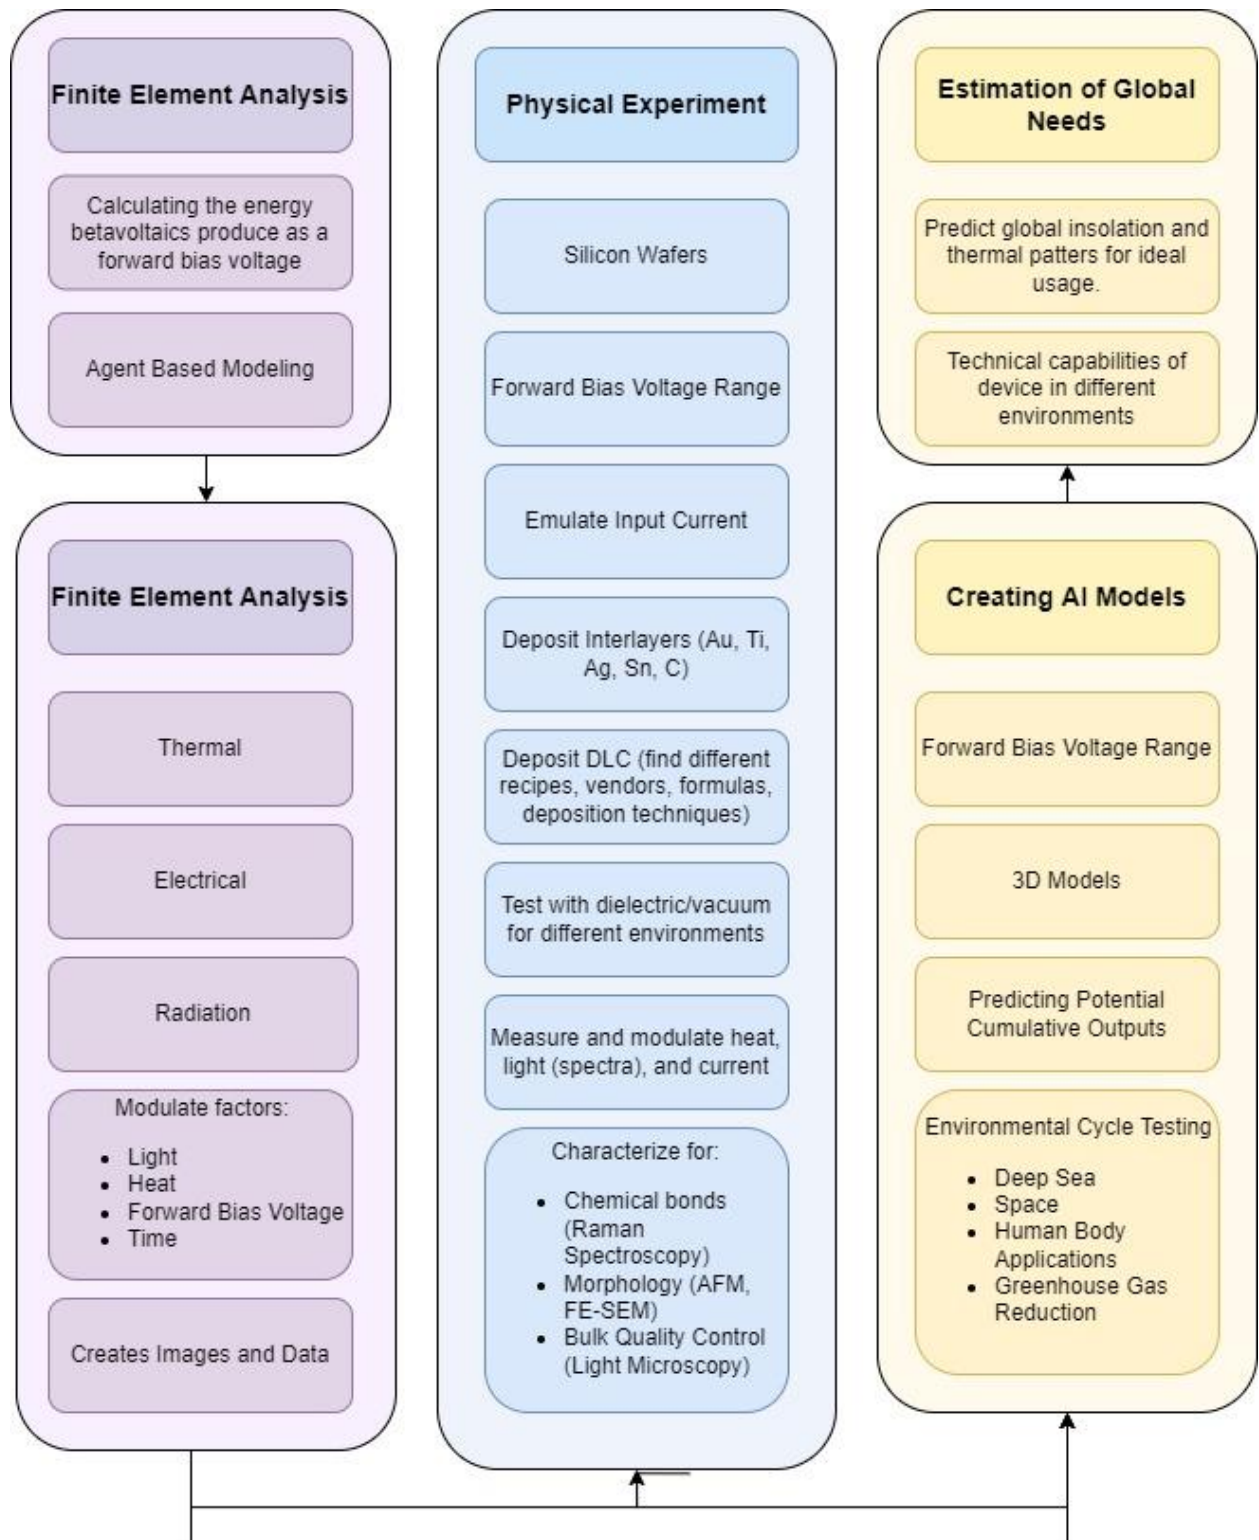 Finite Element Analysis
Calculating the energy
betavoltaics produce as a
forward bias voltage
Agent Based Modeling
Finite Element Analysis
Thermal
Electrical
Radiation
Modulate factors:
• Light
• Heat
• Forward Bias Voltage
• Time
Creates Images and Data
Physical Experiment
Silicon Wafers
Forward Bias Voltage Range
Emulate Input Current
Deposit Interlayers (Au, Ti,
Ag, Sn, C)
Deposit DLC (find different
recipes, vendors, formulas,
deposition techniques)
Test with dielectric/vacuum
for different environments
Measure and modulate heat,
light (spectra), and current
Characterize for:
• Chemical bonds
(Raman
Spectroscopy)
• Morphology (AFM,
FE-SEM)
• Bulk Quality Control
(Light Microscopy)
Estimation of Global
Needs
Predict global insolation and
thermal patters for ideal
usage.
Technical capabilities of
device in different
environments
Creating AI Models
Forward Bias Voltage Range
3D Models
Predicting Potential
Cumulative Outputs
Environmental Cycle Testing
• Deep Sea
• Space
• Human Body
Applications
• Greenhouse Gas
Reduction